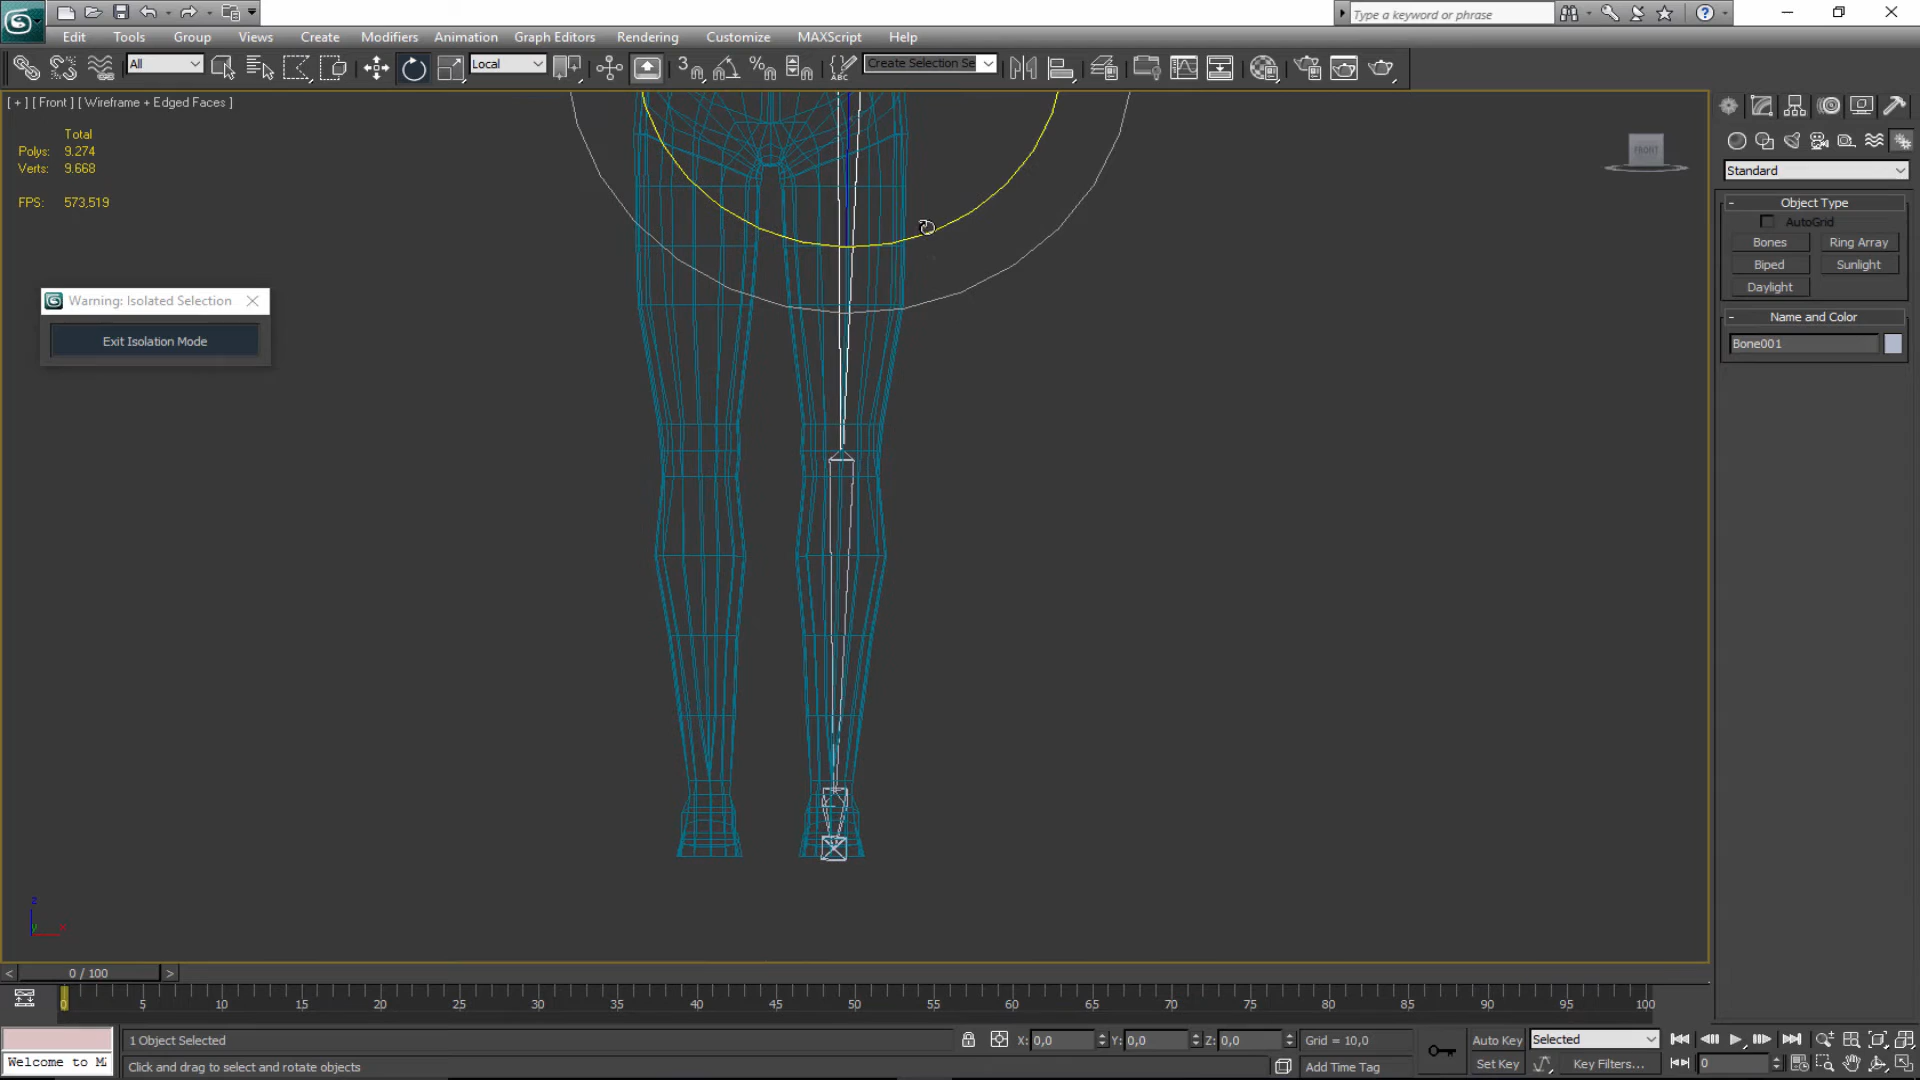 Type a keyword or phrase
Edit Tools Group Views Create Modifiers Animation Graph Editors Rendering Customize MAXScript Help
All
Local
3
ABC
Create Selection Se
[ + ] [ Front ] [ Wireframe + Edged Faces ]
Total
Polys: 9.274
Verts: 9.668
FPS: 573,519
FRONT
Warning: Isolated Selection
Exit Isolation Mode
Standard
- Object Type
AutoGrid
Bones Ring Array
Biped Sunlight
Daylight
- Name and Color
Bone001
z
y x
< 0 / 100 >
0 5 10 15 20 25 30 35 40 45 50 55 60 65 70 75 80 85 90 95 100
1 Object Selected
X: 0,0 Y: 0,0 Z: 0,0
Grid = 10,0
Auto Key
Selected
Welcome to M
Click and drag to select and rotate objects
Add Time Tag
Set Key
Key Filters...
0